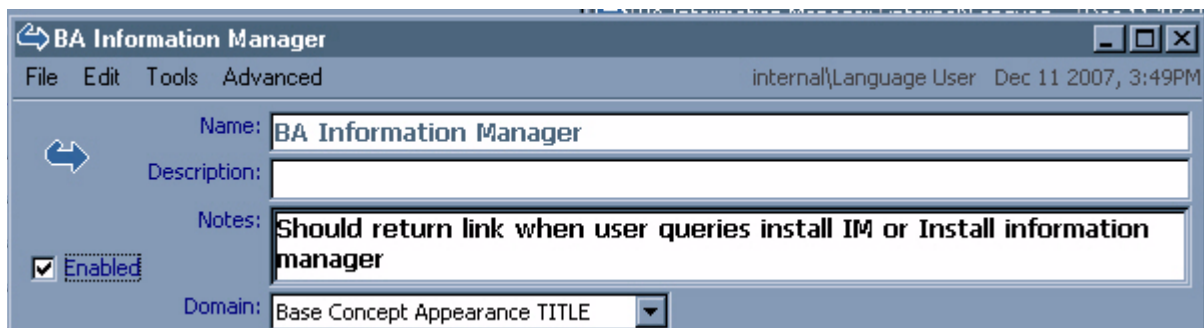 BA Information Manager
File Edit Tools Advanced internal\Language User Dec 11 2007, 3:49PM
Name: BA Information Manager
Description:
Notes: Should return link when user queries install IM or Install information
manager
Enabled
Domain: Base Concept Appearance TITLE